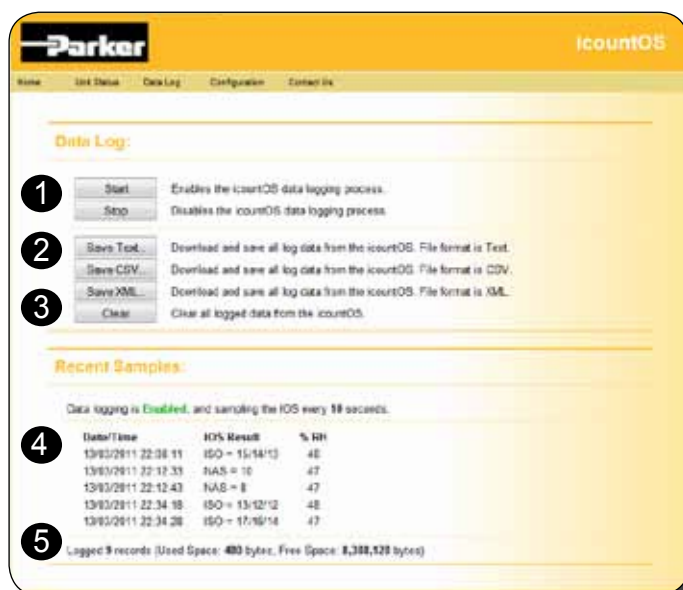 Parker
IcountOS
Home Unit Status Data Log Configuration Contact Us
Data Log:
1 Start Enables the icountOS data logging process.
Stop Disables the icountOS data logging process.
2 Save Text... Download and save all log data from the icountOS. File format is Text.
Save CSV... Download and save all log data from the icountOS. File format is CSV.
Save XML... Download and save all log data from the icountOS. File format is XML.
3 Clear Clear all logged data from the icountOS.
Recent Samples:
Data logging is Enabled, and sampling the IOS every 10 seconds.
4 Date/Time IOS Result % RH
13/03/2011 22:08:11 ISO = 15/14/13 48
13/03/2011 22:12:33 NAS = 10 47
13/03/2011 22:12:43 NAS = 8 47
13/03/2011 22:34:18 ISO = 13/12/12 48
13/03/2011 22:34:28 ISO = 17/16/14 47
5 Logged 9 records (Used Space: 480 bytes, Free Space: 8,388,128 bytes)